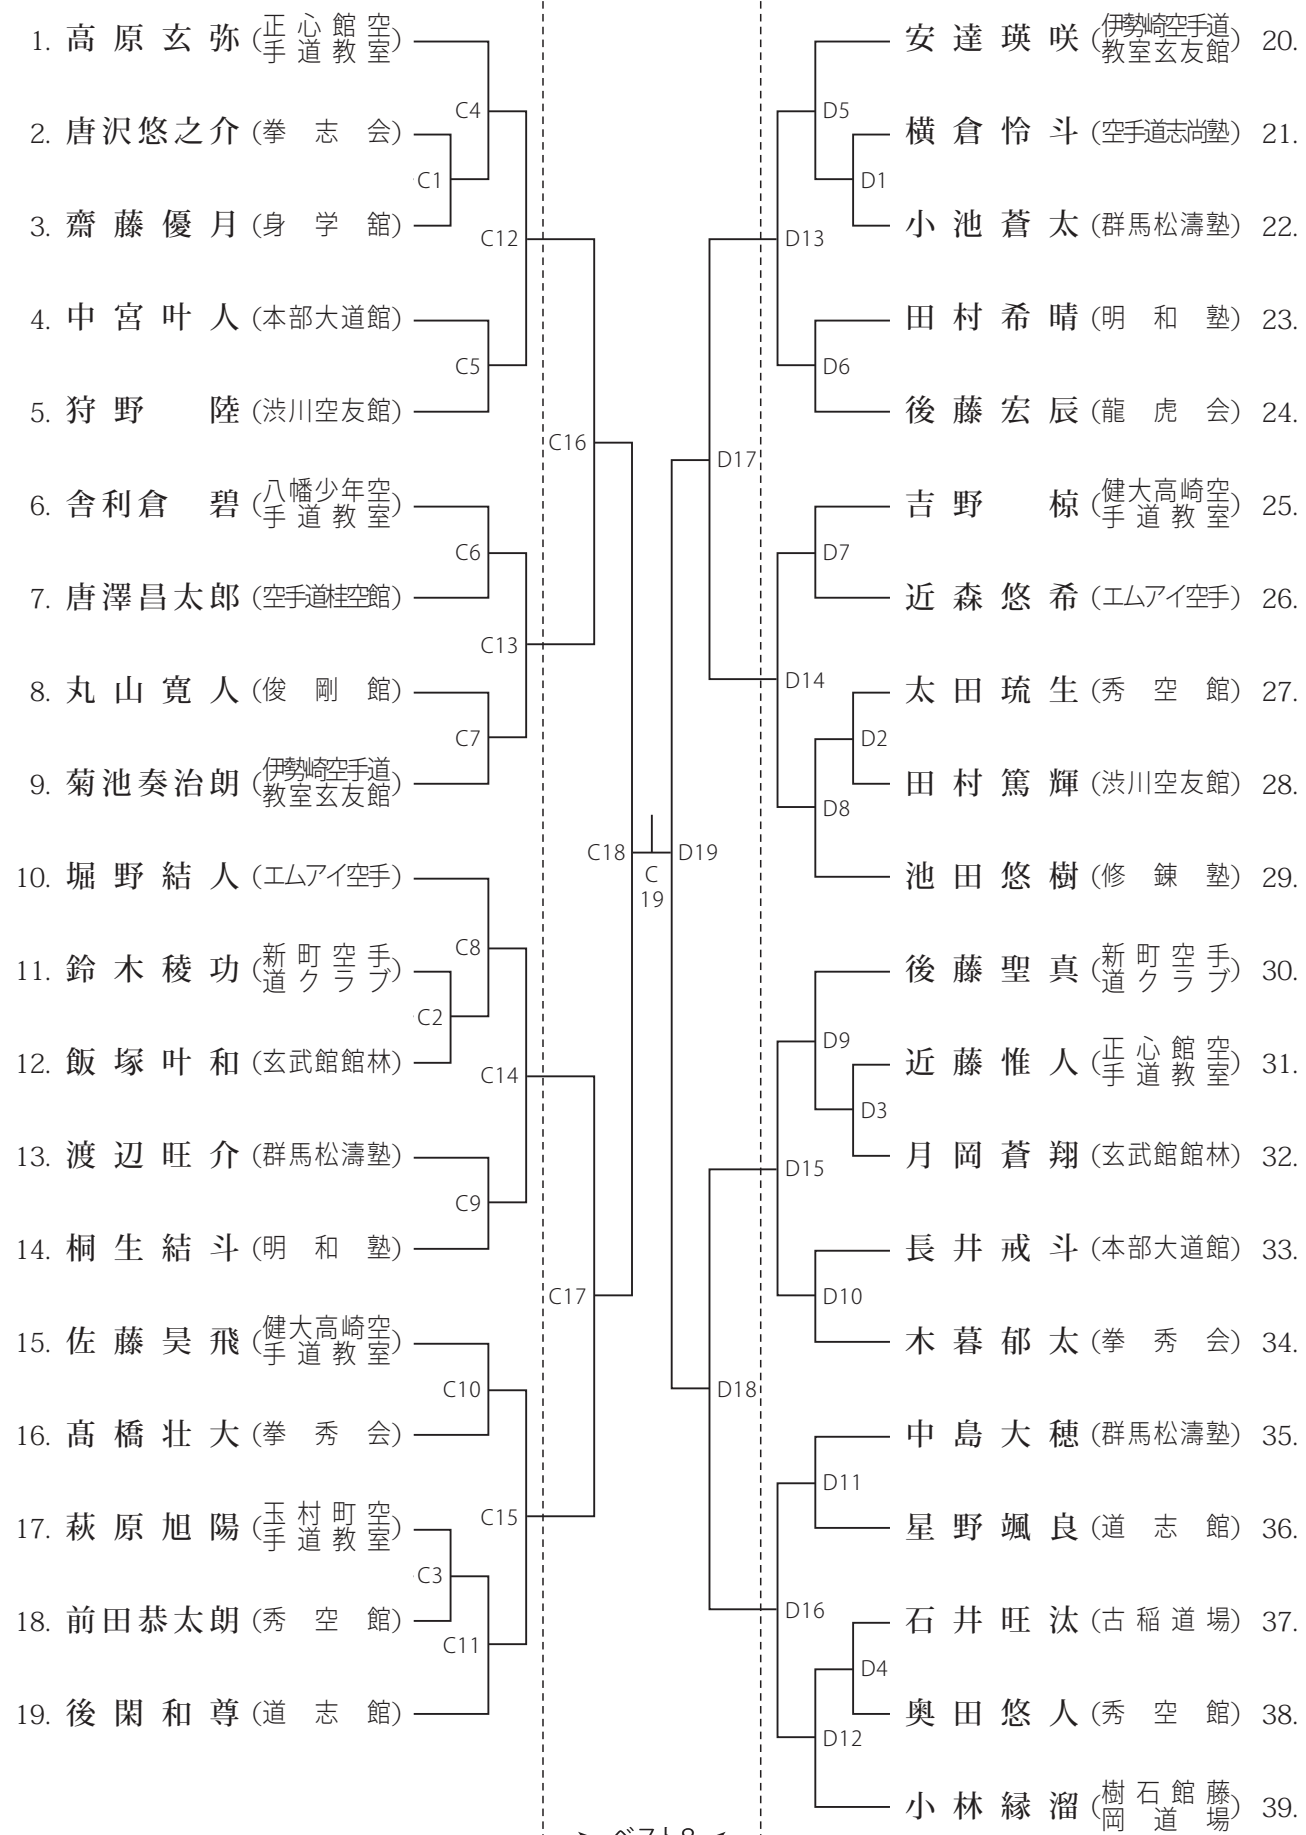 1. 高原玄弥 (正心館空手道教室)
2. 唐沢悠之介 (拳志会)
3. 齋藤優月 (身学舘)
4. 中宮叶人 (本部大道館)
5. 狩野 陸 (渋川空友館)
6. 舎利倉 碧 (八幡少年空手道教室)
7. 唐澤昌太郎 (空手道桂空館)
8. 丸山寛人 (俊剛館)
9. 菊池奏治朗 (伊勢崎空手道教室玄友館)
10. 堀野結人 (エムアイ空手)
11. 鈴木稜功 (新町空手道クラブ)
12. 飯塚叶和 (玄武館館林)
13. 渡辺旺介 (群馬松濤塾)
14. 桐生結斗 (明和塾)
15. 佐藤昊飛 (健大高崎空手道教室)
16. 髙橋壮大 (拳秀会)
17. 萩原旭陽 (玉村町空手道教室)
18. 前田恭太朗 (秀空館)
19. 後閑和尊 (道志館)
C4
C1
C12
C5
C16
C6
C13
C7
C18
C8
C2
C14
C9
C17
C10
C15
C3
C11
C
19
D19
D5
D1
D13
D6
D17
D7
D14
D2
D8
D9
D3
D15
D10
D18
D11
D16
D4
D12
安達瑛咲 (伊勢崎空手道教室玄友館) 20.
横倉怜斗 (空手道志尚塾) 21.
小池蒼太 (群馬松濤塾) 22.
田村希晴 (明和塾) 23.
後藤宏辰 (龍虎会) 24.
吉野 椋 (健大高崎空手道教室) 25.
近森悠希 (エムアイ空手) 26.
太田琉生 (秀空館) 27.
田村篤輝 (渋川空友館) 28.
池田悠樹 (修錬塾) 29.
後藤聖真 (新町空手道クラブ) 30.
近藤惟人 (正心館空手道教室) 31.
月岡蒼翔 (玄武館館林) 32.
長井戒斗 (本部大道館) 33.
木暮郁太 (拳秀会) 34.
中島大穂 (群馬松濤塾) 35.
星野颯良 (道志館) 36.
石井旺汰 (古稲道場) 37.
奥田悠人 (秀空館) 38.
小林縁溜 (樹石館藤岡道場) 39.
ベスト8